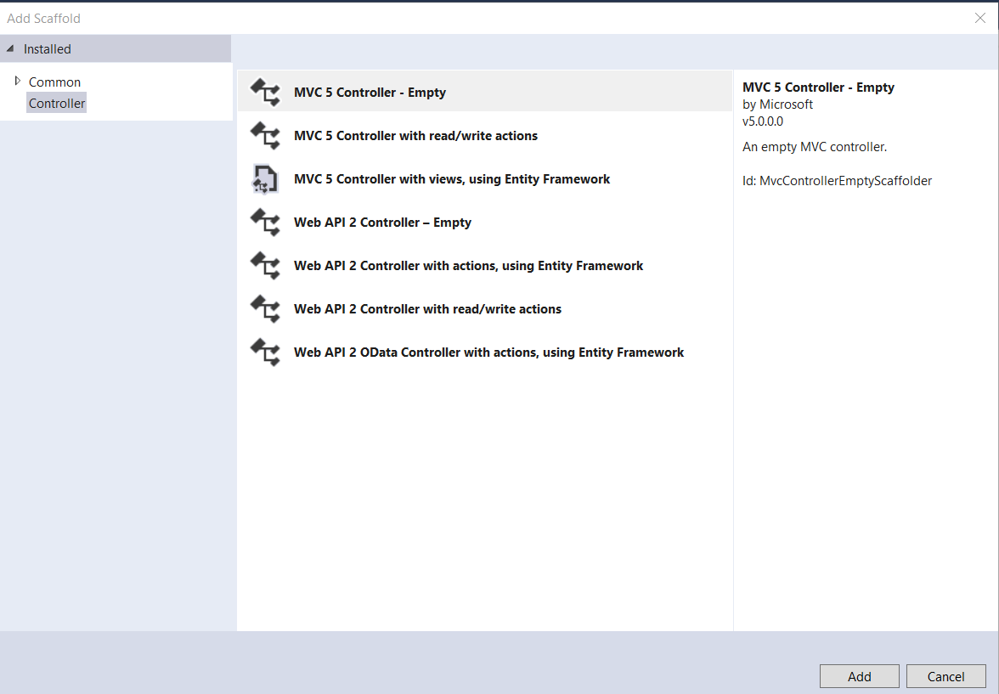 Add Scaffold
Installed
Common
Controller
MVC 5 Controller - Empty
MVC 5 Controller with read/write actions
MVC 5 Controller with views, using Entity Framework
Web API 2 Controller – Empty
Web API 2 Controller with actions, using Entity Framework
Web API 2 Controller with read/write actions
Web API 2 OData Controller with actions, using Entity Framework
MVC 5 Controller - Empty
by Microsoft
v5.0.0.0
An empty MVC controller.
Id: MvcControllerEmptyScaffolder
Add
Cancel